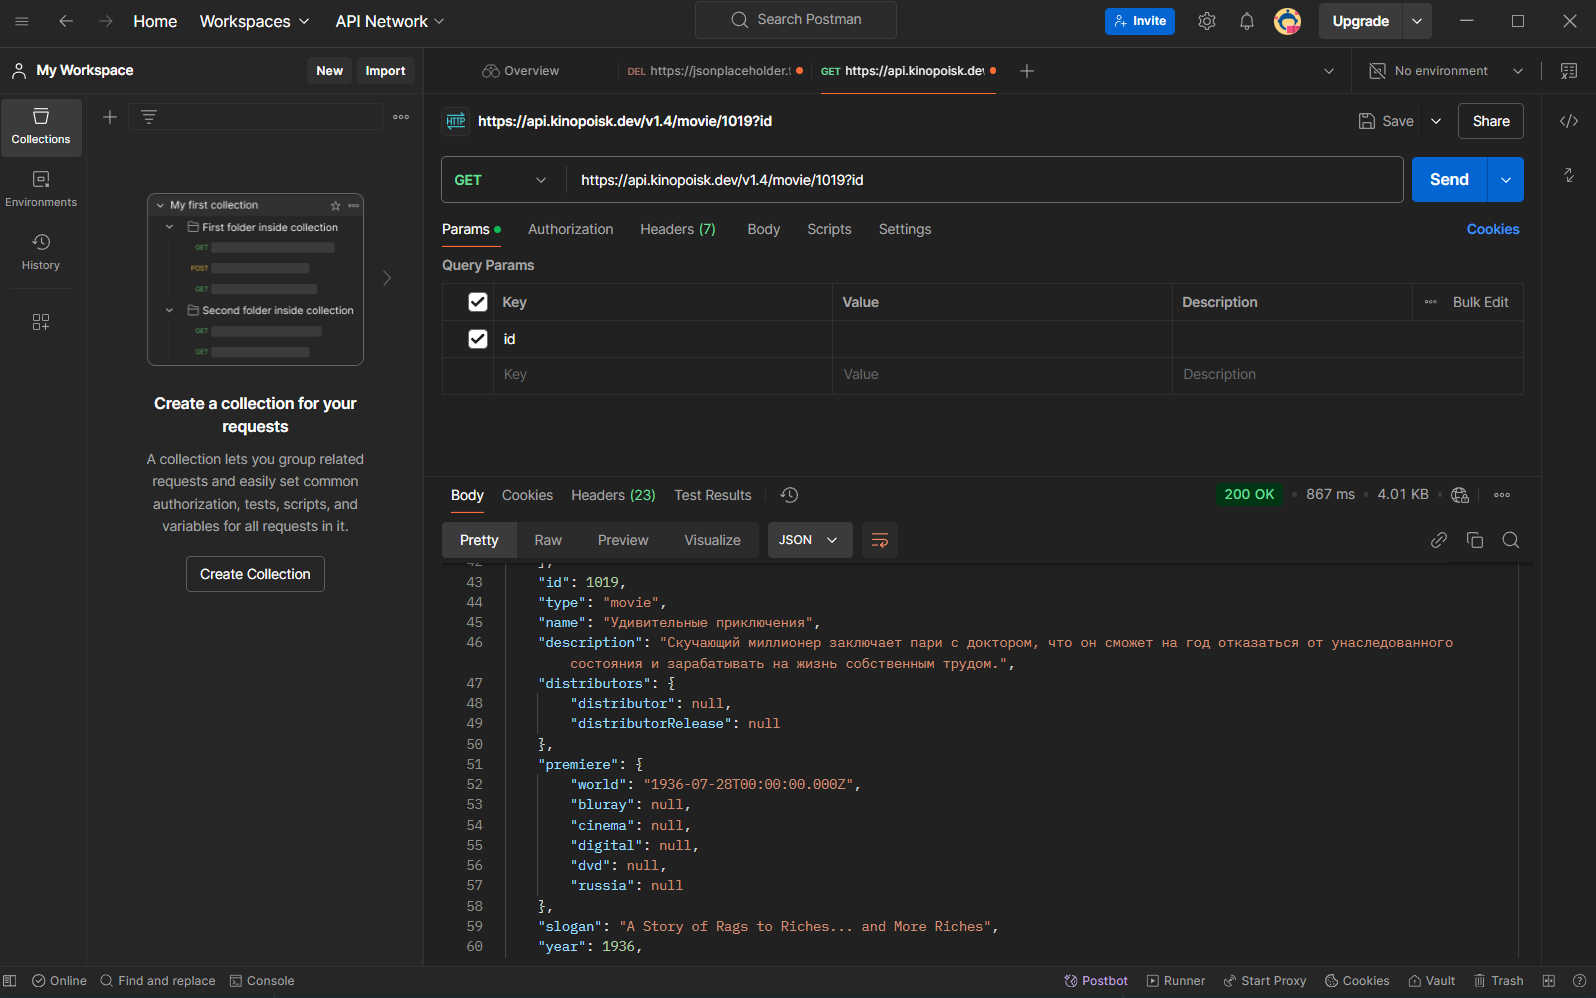 Home Workspaces API Network Search Postman Invite Upgrade
My Workspace New Import Overview DEL https://jsonplaceholder.t GET https://api.kinopoisk.dev No environment
HTTP https://api.kinopoisk.dev/v1.4/movie/1019?id Save Share
Collections
Environments
History
My first collection
First folder inside collection
GET
POST
GET
Second folder inside collection
GET
GET
Create a collection for your
requests
A collection lets you group related
requests and easily set common
authorization, tests, scripts, and
variables for all requests in it.
Create Collection
GET https://api.kinopoisk.dev/v1.4/movie/1019?id Send
Params Authorization Headers (7) Body Scripts Settings Cookies
Query Params
Key Value Description Bulk Edit
id
Key Value Description
Body Cookies Headers (23) Test Results 200 OK 867 ms 4.01 KB
Pretty Raw Preview Visualize JSON
42 ],
43 "id": 1019,
44 "type": "movie",
45 "name": "Удивительные приключения",
46 "description": "Скучающий миллионер заключает пари с доктором, что он сможет на год отказаться от унаследованного
состояния и зарабатывать на жизнь собственным трудом.",
47 "distributors": {
48 "distributor": null,
49 "distributorRelease": null
50 },
51 "premiere": {
52 "world": "1936-07-28T00:00:00.000Z",
53 "bluray": null,
54 "cinema": null,
55 "digital": null,
56 "dvd": null,
57 "russia": null
58 },
59 "slogan": "A Story of Rags to Riches... and More Riches",
60 "year": 1936,
Online Find and replace Console Postbot Runner Start Proxy Cookies Vault Trash